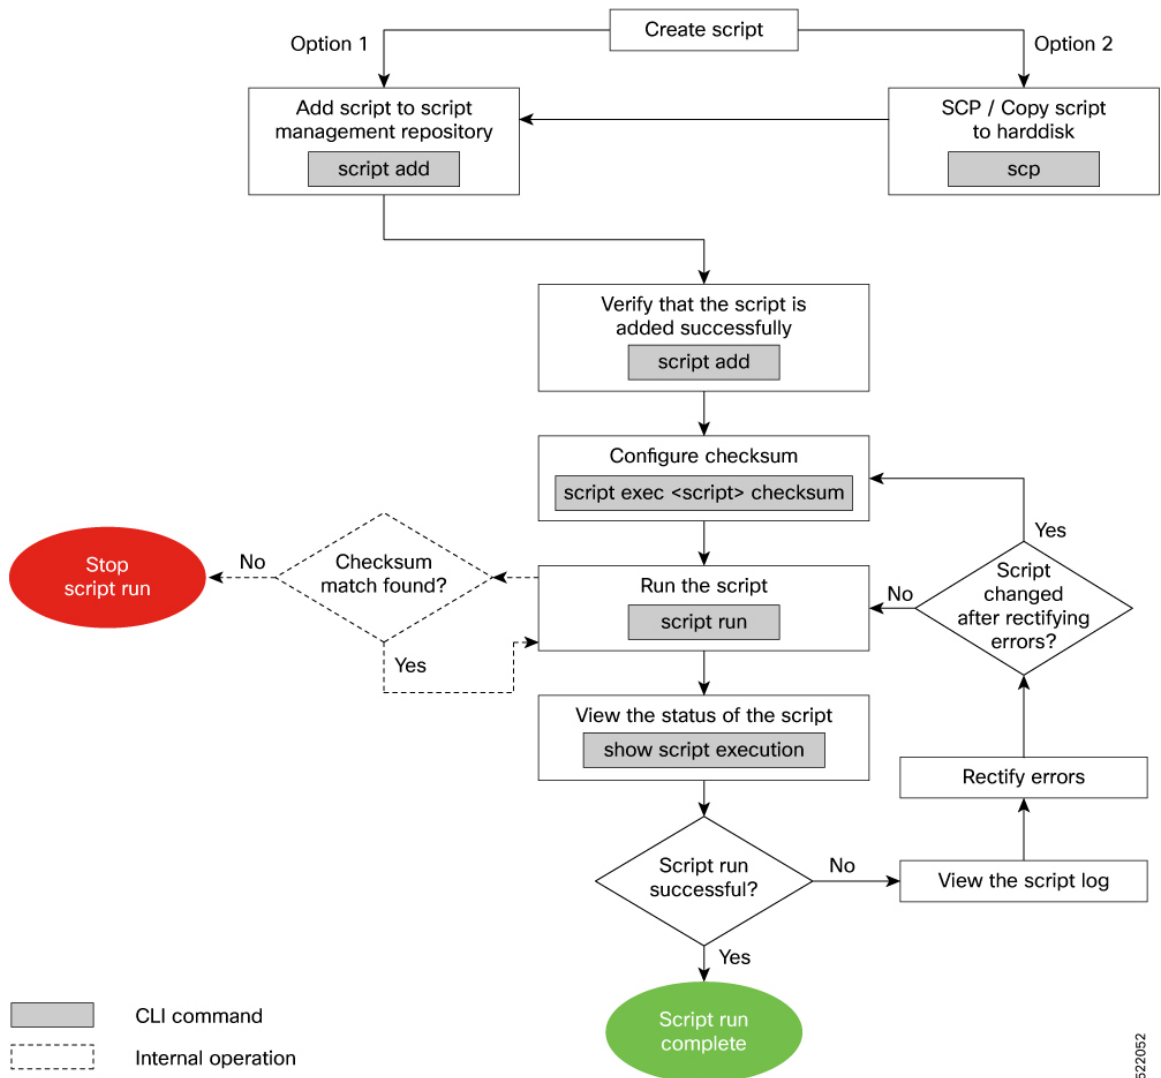 Create script
Option 1
Option 2
Add script to script
management repository
script add
SCP / Copy script
to harddisk
scp
Verify that the script is
added successfully
script add
Configure checksum
script exec <script> checksum
Yes
Stop
script run
No
Checksum
match found?
Yes
Run the script
script run
No
Script
changed
after rectifying
errors?
View the status of the script
show script execution
Rectify errors
Script run
successful?
No
View the script log
Yes
Script run
complete
CLI command
Internal operation
522052